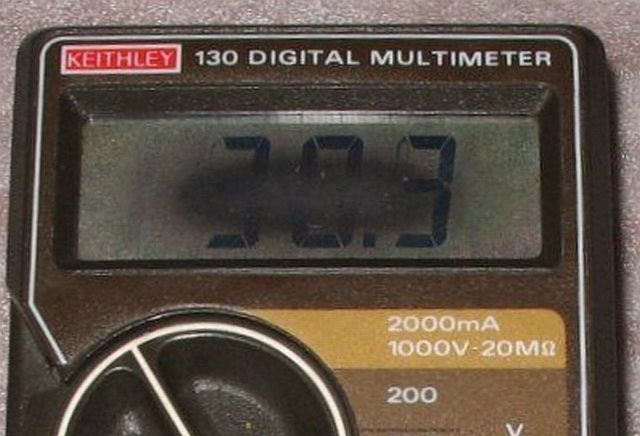 KEITHLEY 130 DIGITAL MULTIMETER
2000mA
1000V-20MΩ
200
V